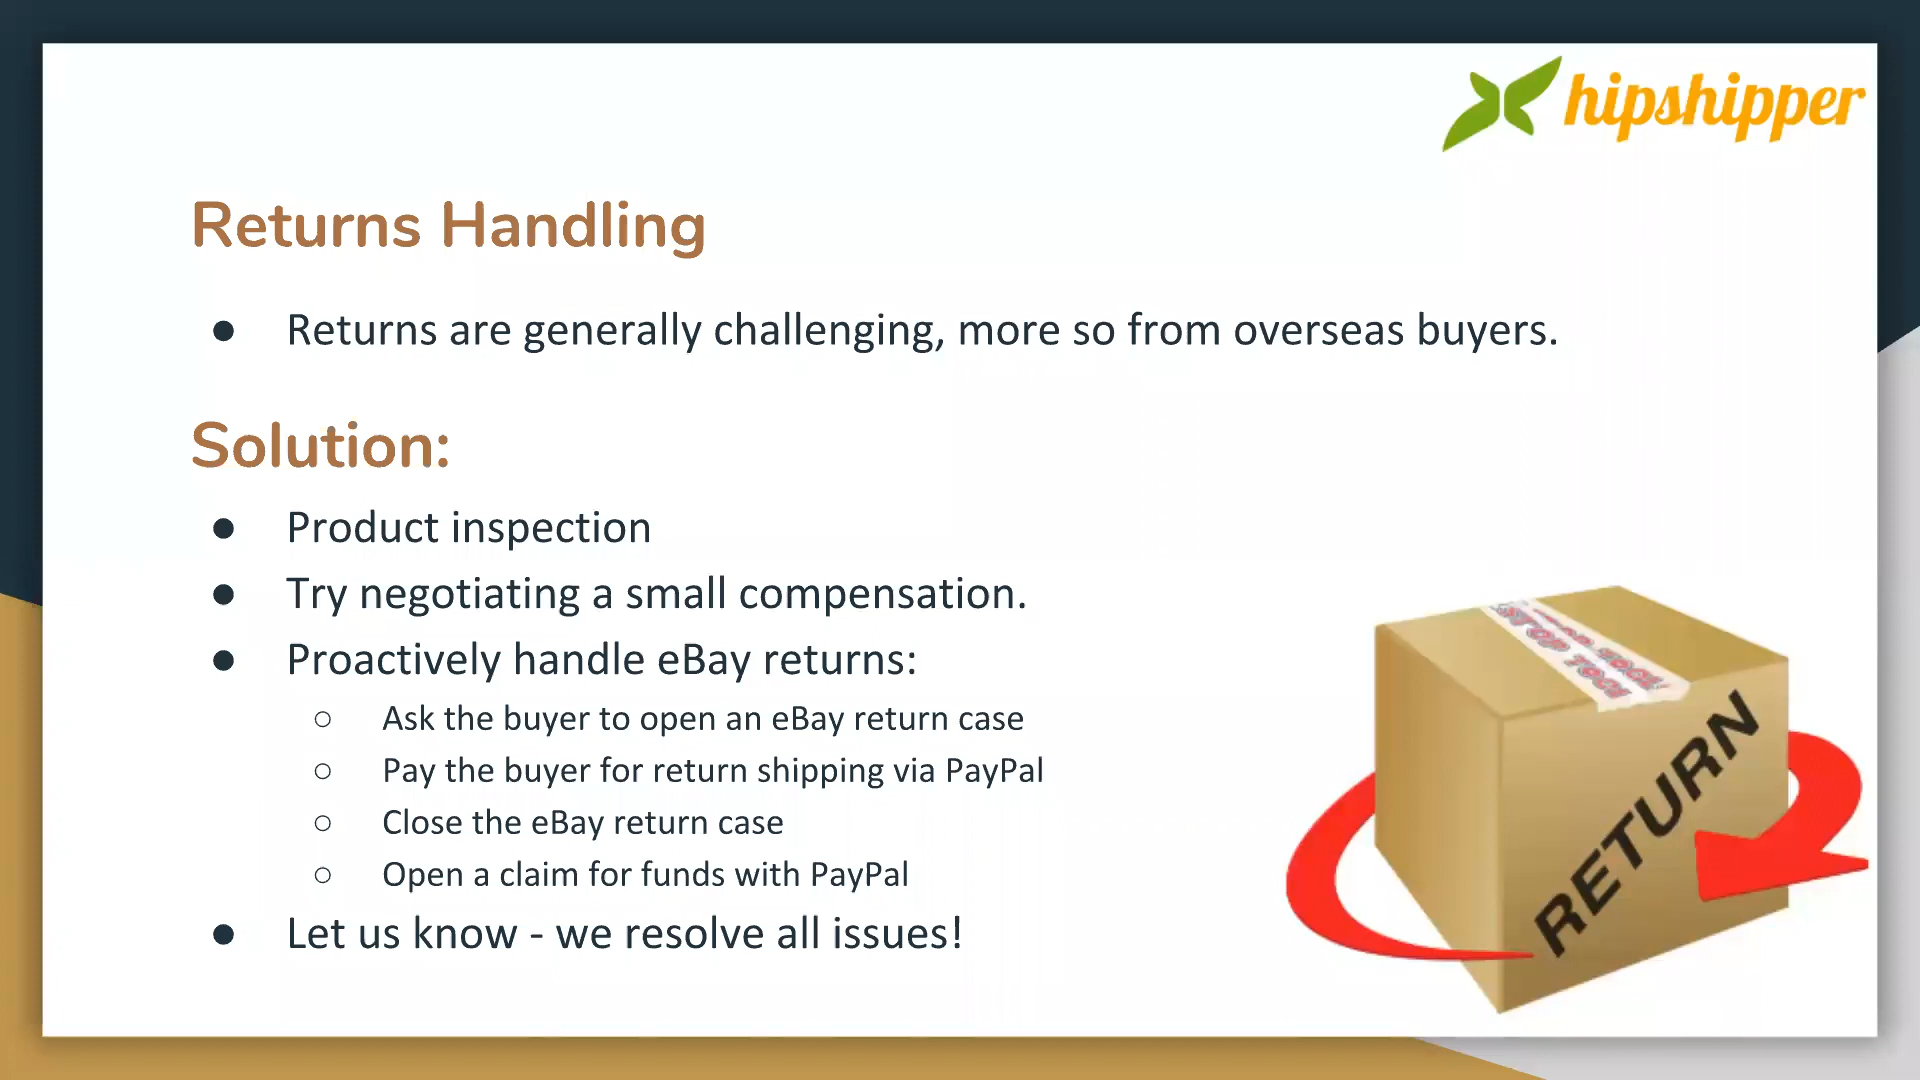 hipshipper
Returns Handling
● Returns are generally challenging, more so from overseas buyers.
Solution:
● Product inspection
● Try negotiating a small compensation.
● Proactively handle eBay returns:
○ Ask the buyer to open an eBay return case
○ Pay the buyer for return shipping via PayPal
○ Close the eBay return case
○ Open a claim for funds with PayPal
● Let us know - we resolve all issues!
RETURN